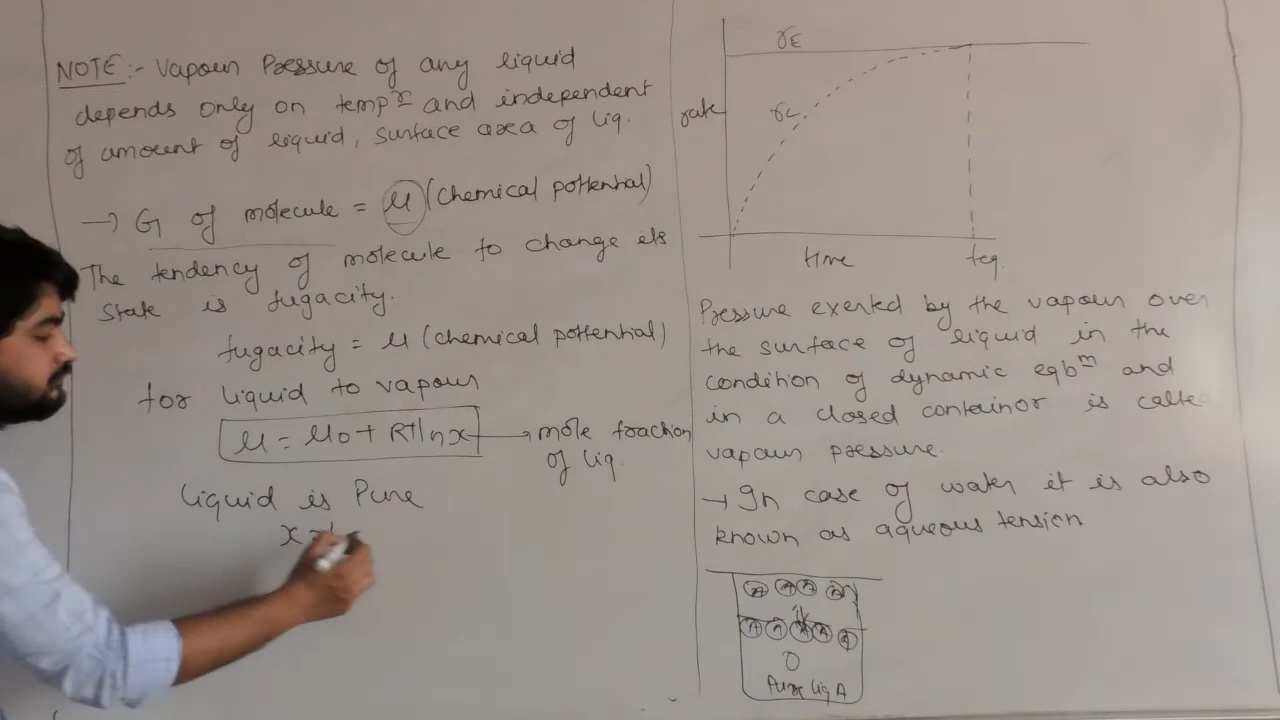 NOTE:- Vapour Pressure of any liquid
depends only on tempr and independent
of amount of liquid, surface area of liq.
→ G of molecule = μ (Chemical pottential)
The tendency of molecule to change its
state is fugacity.
fugacity = μ (chemical pottential)
for liquid to vapour
μ = μ0 + RTlnx → mole fraction
of liq.
liquid is Pure
x =
rE
rate
rc
time
teq.
Pressure exerted by the vapour over
the surface of liquid in the
condition of dynamic eqbm and
in a closed containor is calle
vapour pressure.
→ In case of water it is also
known as aqueous tension
A A A A
A A A A A
Pure liq A